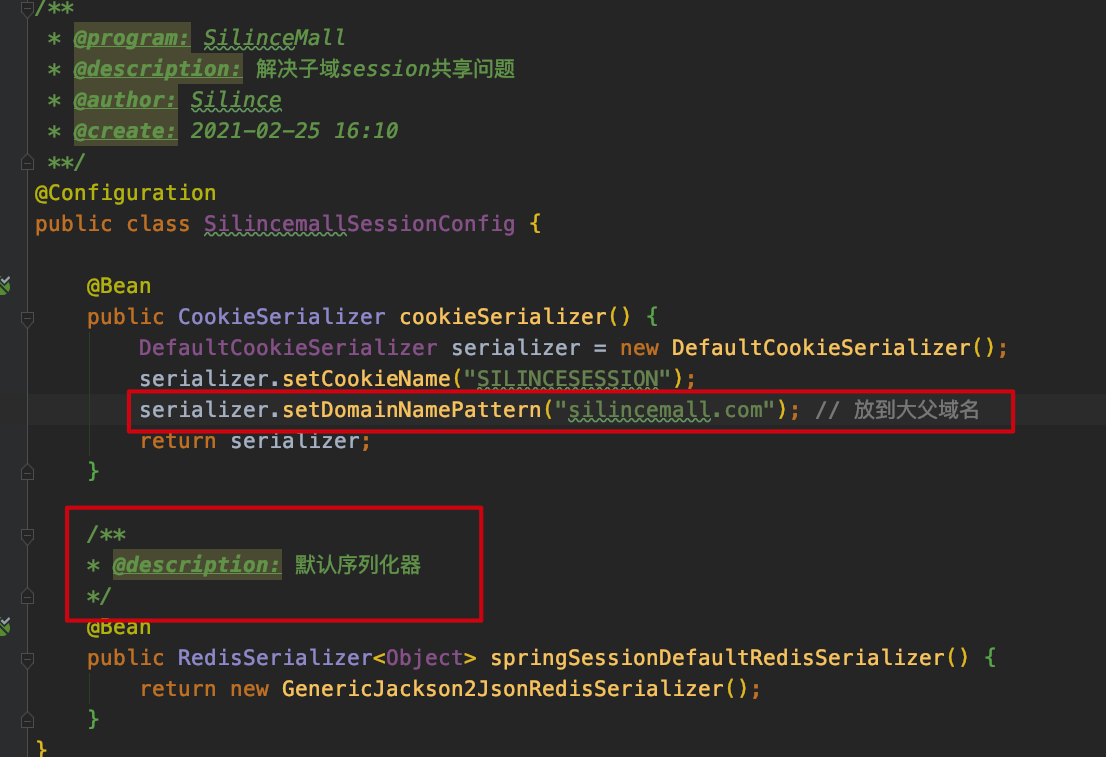 /**
 * @program: SilinceMall
 * @description: 解决子域session共享问题
 * @author: Silince
 * @create: 2021-02-25 16:10
 **/
@Configuration
public class SilincemallSessionConfig {
@Bean
public CookieSerializer cookieSerializer() {
DefaultCookieSerializer serializer = new DefaultCookieSerializer();
serializer.setCookieName("SILINCESESSION");
serializer.setDomainNamePattern("silincemall.com"); // 放到大父域名
return serializer;
}
/**
* @description: 默认序列化器
*/
@Bean
public RedisSerializer<Object> springSessionDefaultRedisSerializer() {
return new GenericJackson2JsonRedisSerializer();
}
}